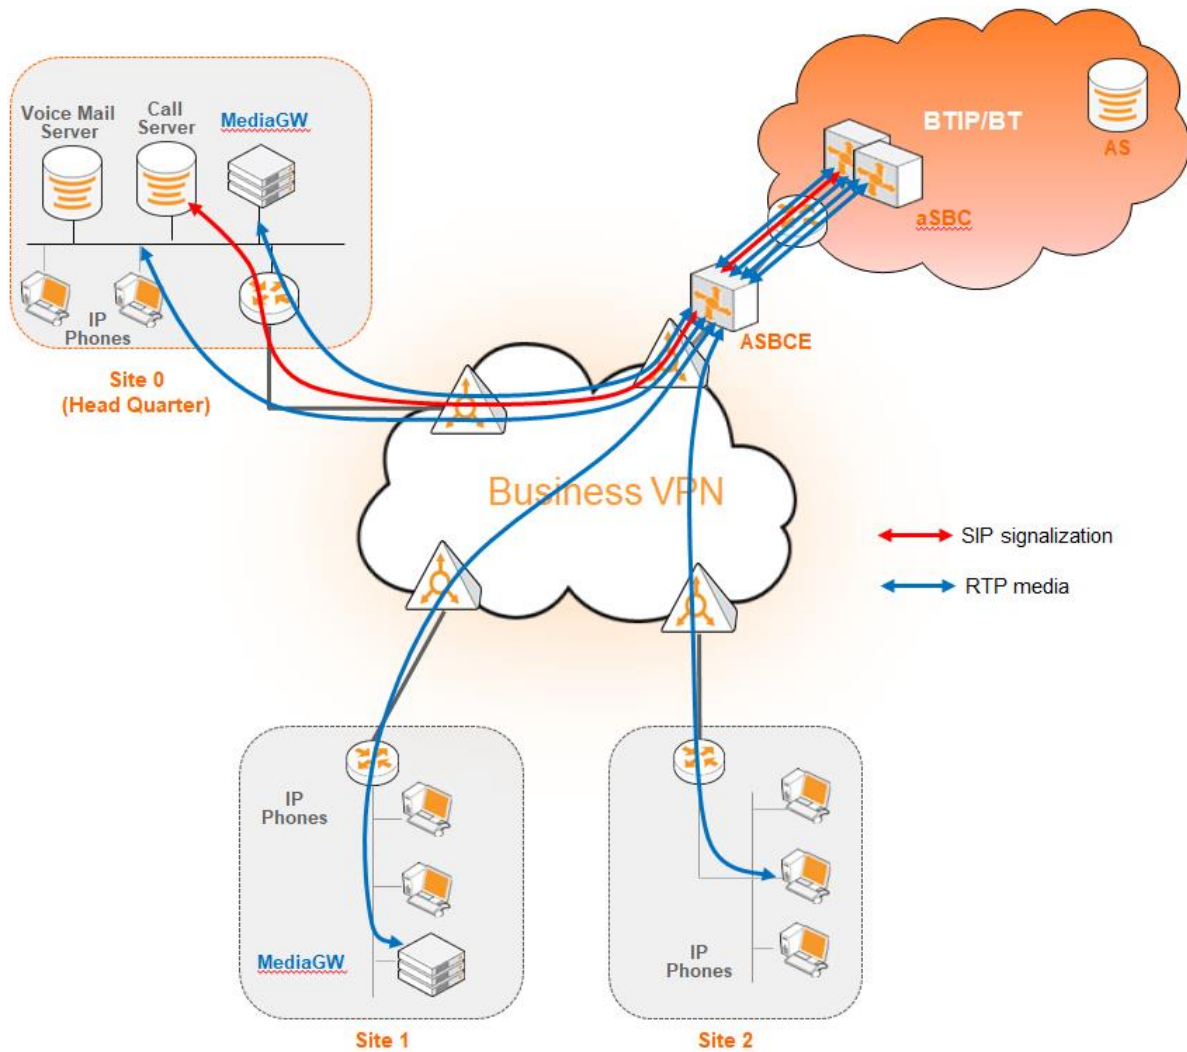 Voice Mail
Server
Call
Server
MediaGW
IP
Phones
Site 0
(Head Quarter)
BTIP/BT
AS
aSBC
ASBCE
Business VPN
SIP signalization
RTP media
IP
Phones
MediaGW
Site 1
IP
Phones
Site 2